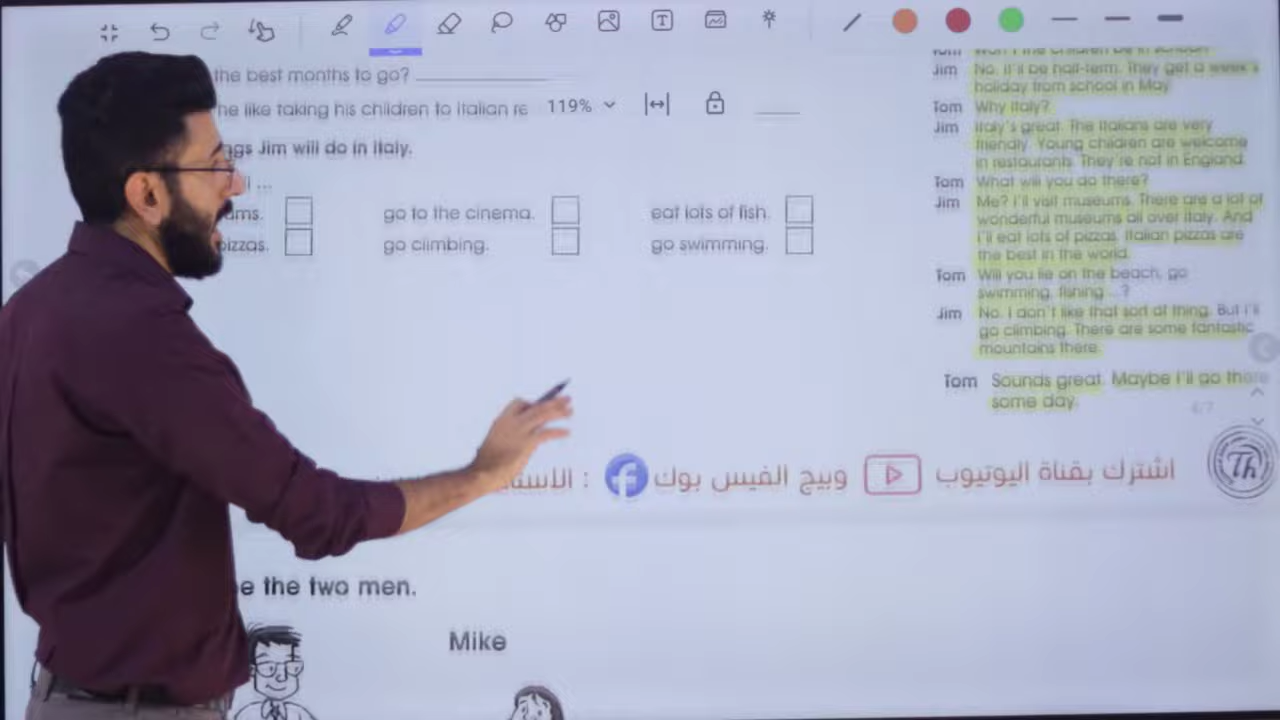 the best months to go?
he like taking his children to Italian re
119%
ngs Jim will do in Italy.
ll ...
ums.
go to the cinema.
eat lots of fish.
pizzas.
go climbing.
go swimming.
Jim No. It'll be half-term. They get a week's
holiday from school in May.
Tom Why Italy?
Jim Italy's great. The Italians are very
friendly. Young children are welcome
in restaurants. They're not in England.
Tom What will you do there?
Jim Me? I'll visit museums. There are a lot of
wonderful museums all over Italy. And
I'll eat lots of pizzas. Italian pizzas are
the best in the world.
Tom Will you lie on the beach, go
swimming, fishing ...?
Jim No. I don't like that sort of thing. But I'll
go climbing. There are some fantastic
mountains there.
Tom Sounds great. Maybe I'll go there
some day.
6/7
اشترك بقناة اليوتيوب وبيج الفيس بوك :
Th
e the two men.
Mike